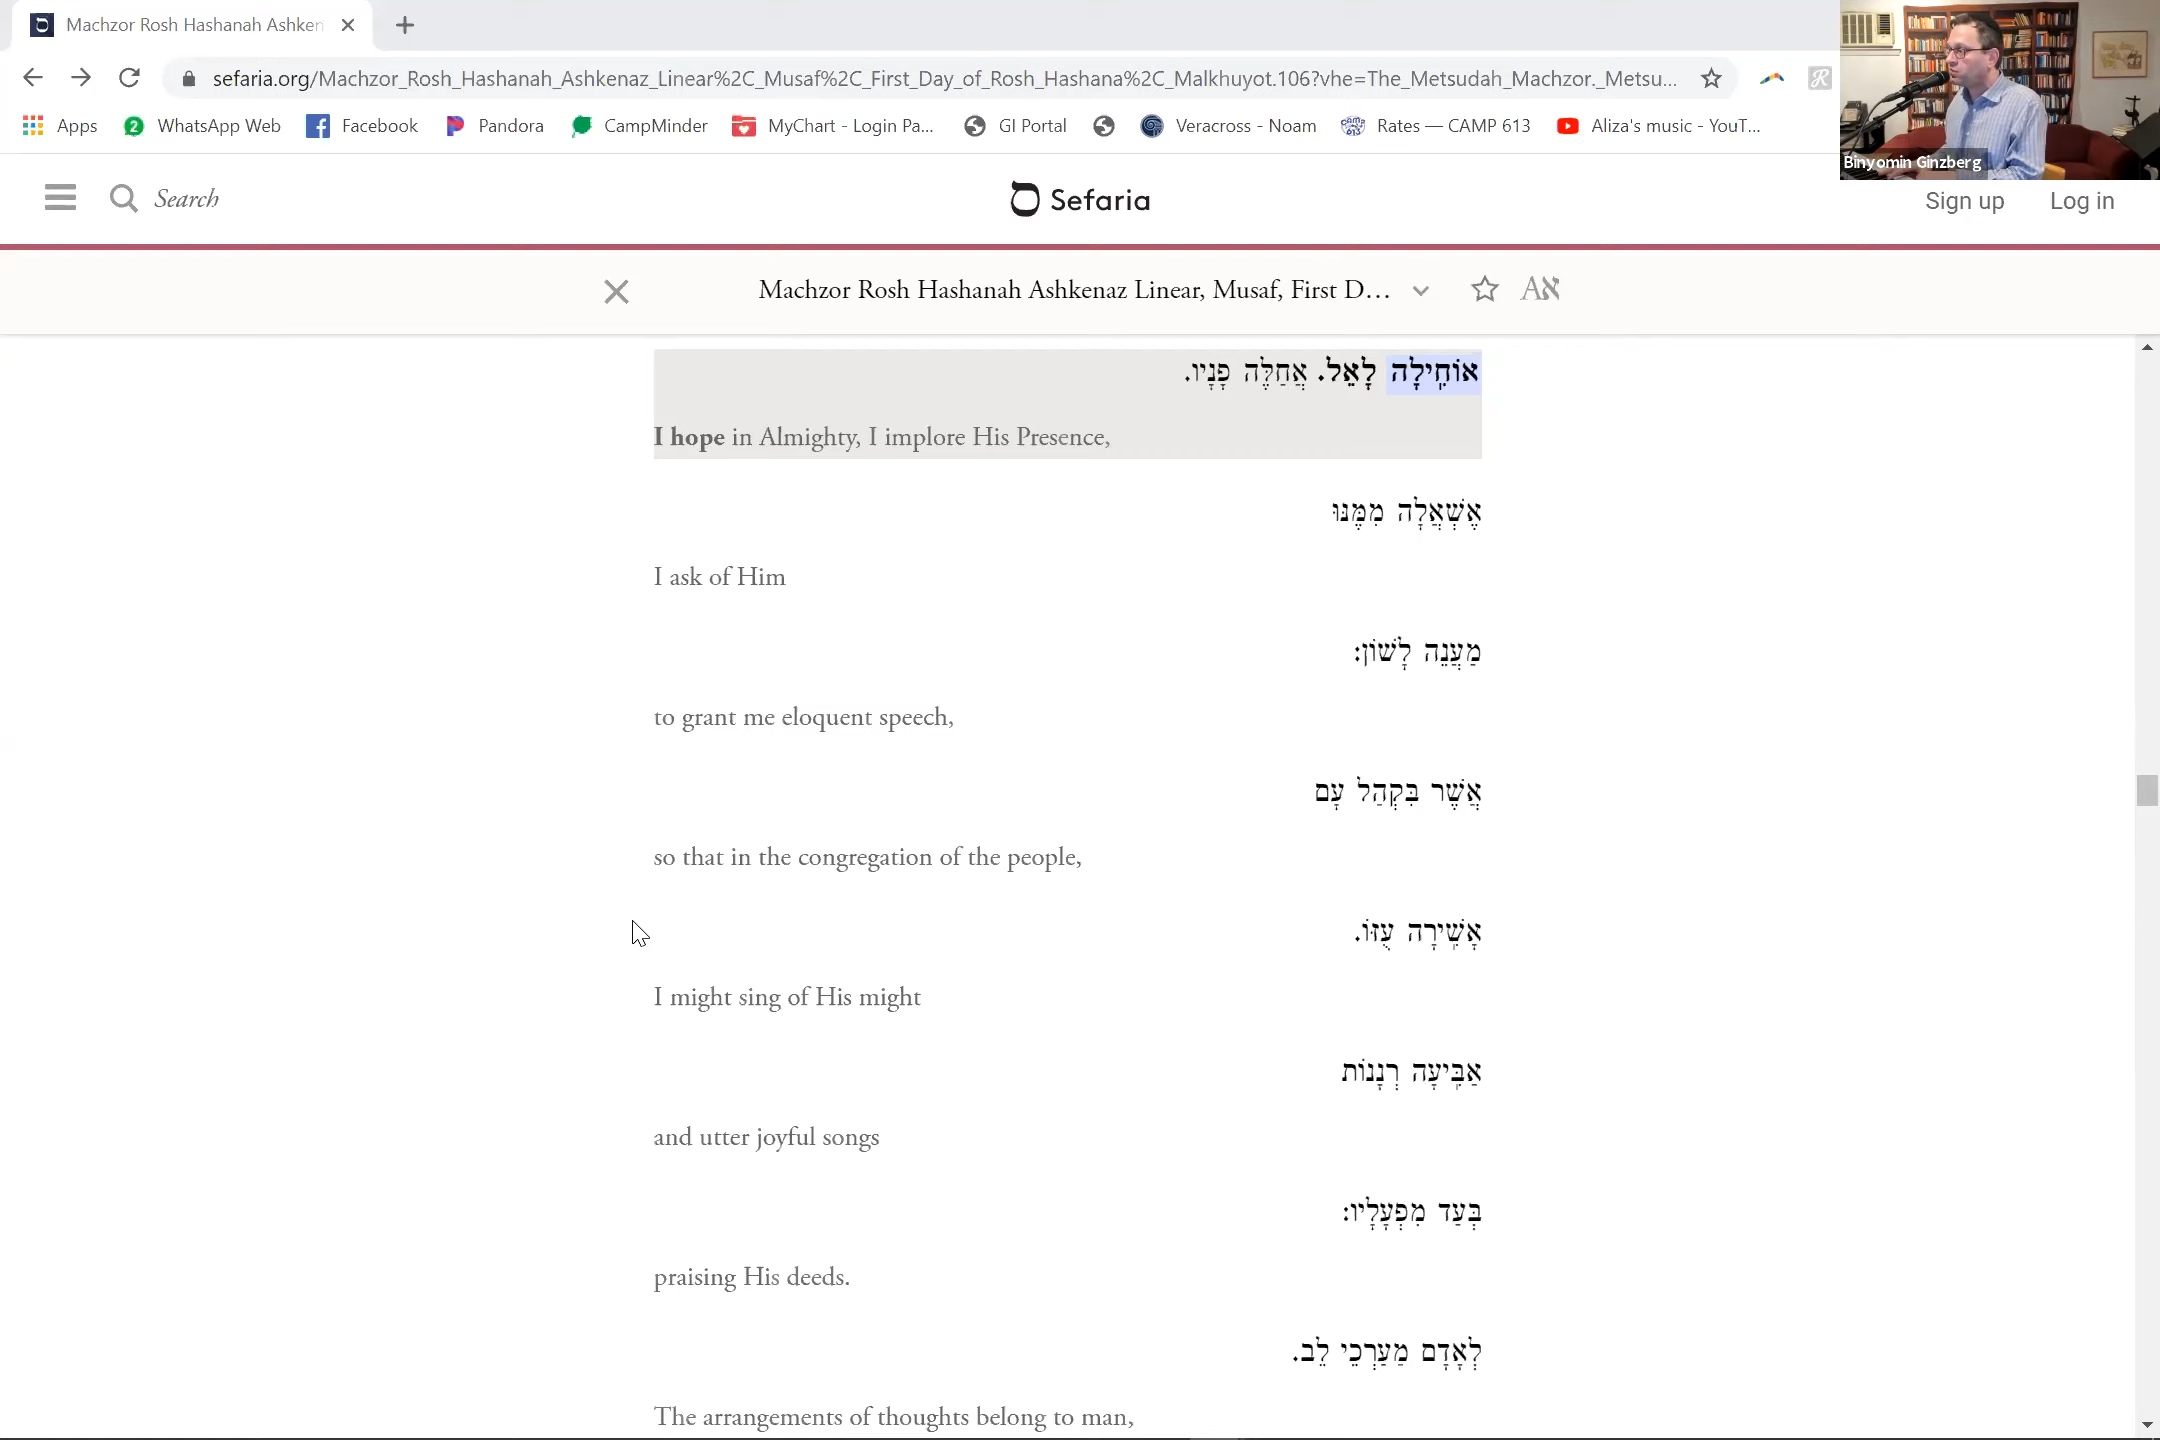 Machzor Rosh Hashanah Ashken
sefaria.org/Machzor_Rosh_Hashanah_Ashkenaz_Linear%2C_Musaf%2C_First_Day_of_Rosh_Hashana%2C_Malkhuyot.106?vhe=The_Metsudah_Machzor._Metsu...
Apps
2 WhatsApp Web
Facebook
Pandora
CampMinder
MyChart - Login Pa...
GI Portal
Veracross - Noam
Rates — CAMP 613
Aliza's music - YouT...
Binyomin Ginzberg
Search
Sefaria
Sign up
Log in
Machzor Rosh Hashanah Ashkenaz Linear, Musaf, First D...
Aא
אוֹחִֽילָה לָאֵל. אֲחַלֶּה פָנָיו.
I hope in Almighty, I implore His Presence,
אֶשְׁאֲלָה מִמֶּנּוּ
I ask of Him
מַעֲנֵה לָשׁוֹן:
to grant me eloquent speech,
אֲשֶׁר בִּקְהַל עָם
so that in the congregation of the people,
אָשִֽׁירָה עֻזּוֹ.
I might sing of His might
אַבִּֽיעָה רְנָנוֹת
and utter joyful songs
בְּעַד מִפְעָלָיו:
praising His deeds.
לְאָדָם מַעַרְכֵי לֵב.
The arrangements of thoughts belong to man,